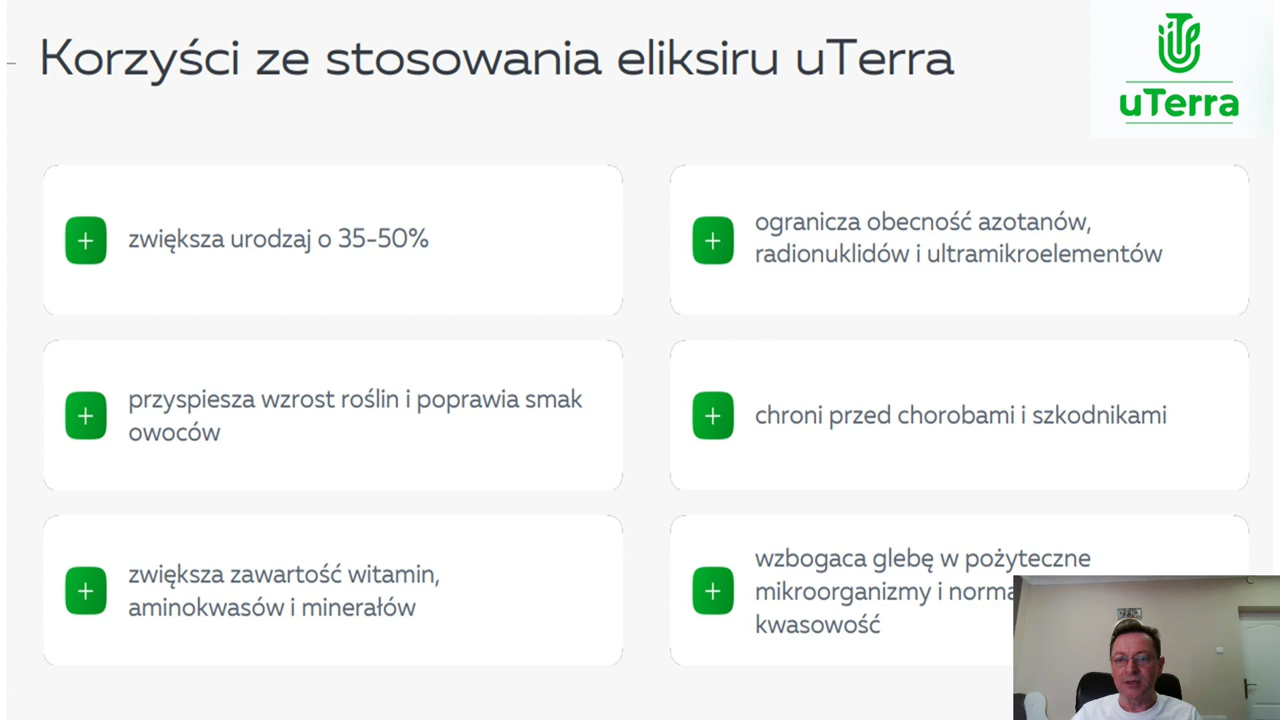 Korzyści ze stosowania eliksiru uTerra
uTerra
zwiększa urodzaj o 35-50%
ogranicza obecność azotanów,
radionuklidów i ultramikroelementów
przyspiesza wzrost roślin i poprawia smak
owoców
chroni przed chorobami i szkodnikami
zwiększa zawartość witamin,
aminokwasów i minerałów
wzbogaca glebę w pożyteczne
mikroorganizmy i
kwasowość